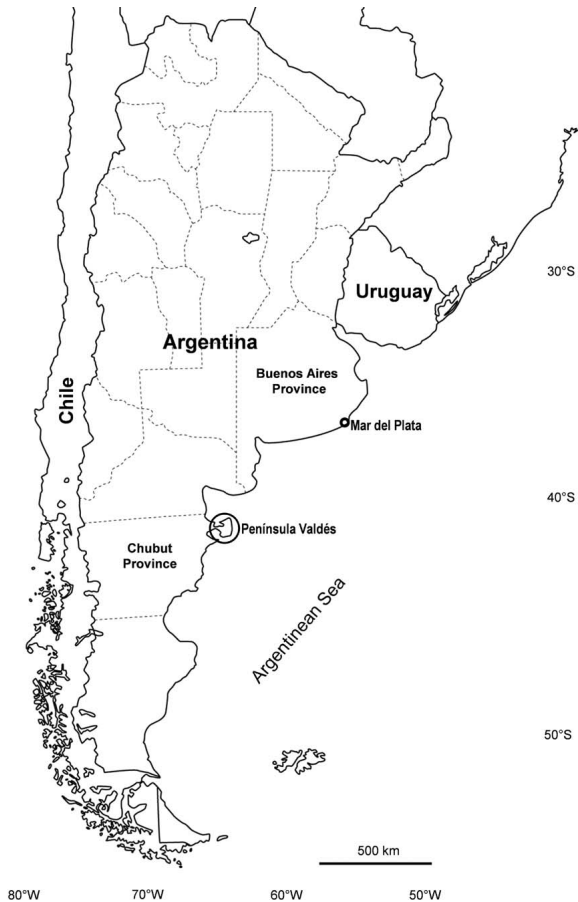 30°S
Uruguay
Argentina
Buenos Aires
Province
Chile
Mar del Plata
40°S
Península Valdés
Chubut
Province
Argentinean Sea
50°S
500 km
80°W
70°W
60°W
50°W